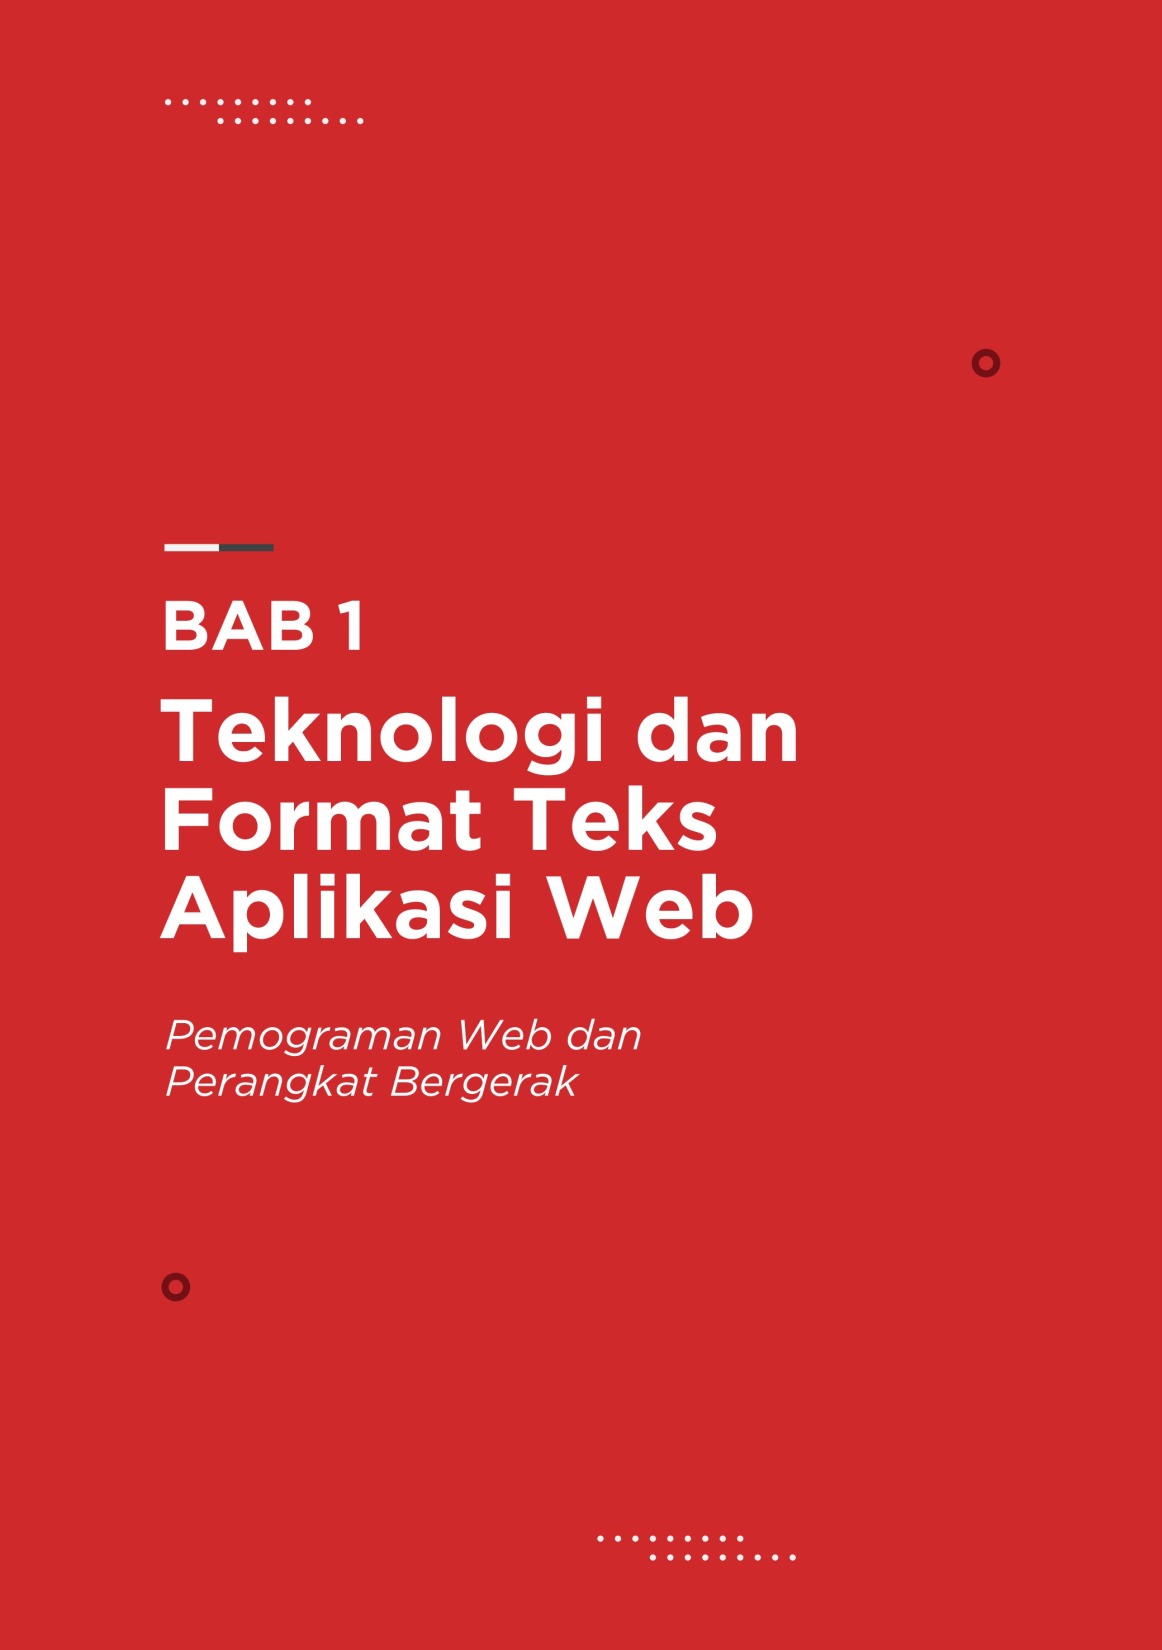 BAB 1
Teknologi dan
Format Teks
Aplikasi Web
Pemograman Web dan
Perangkat Bergerak